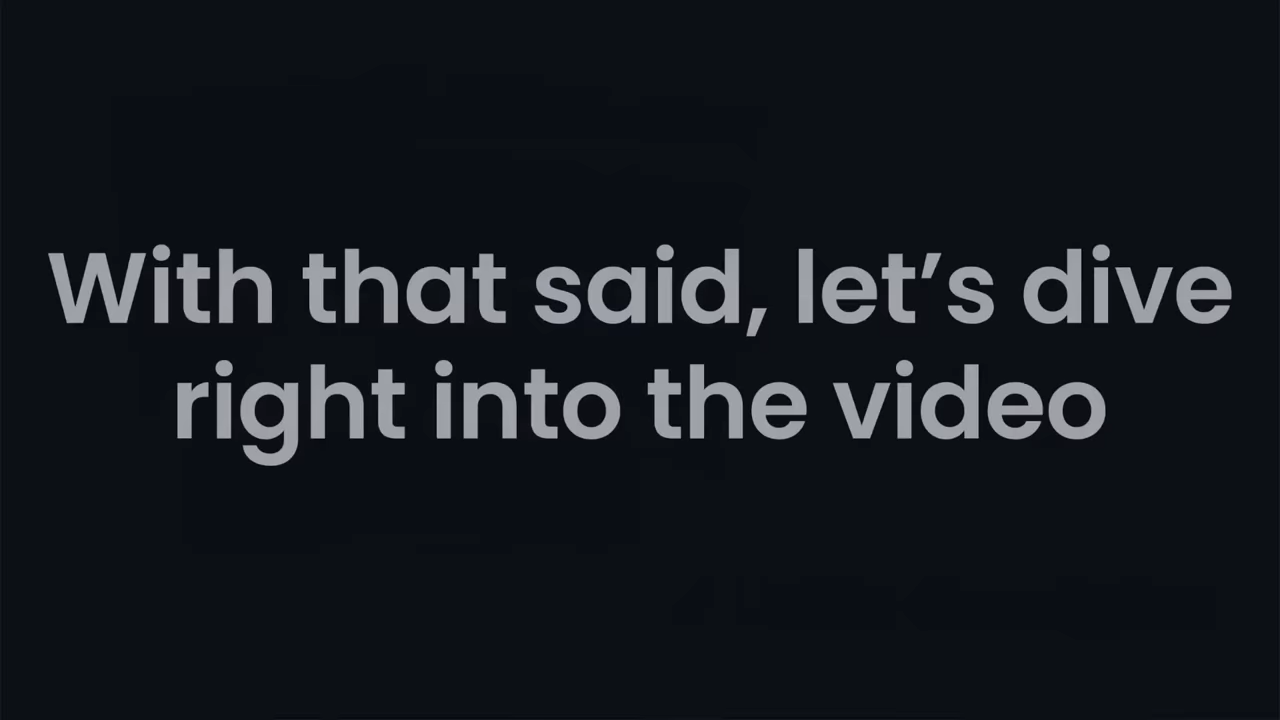 With that said, let’s dive
right into the video